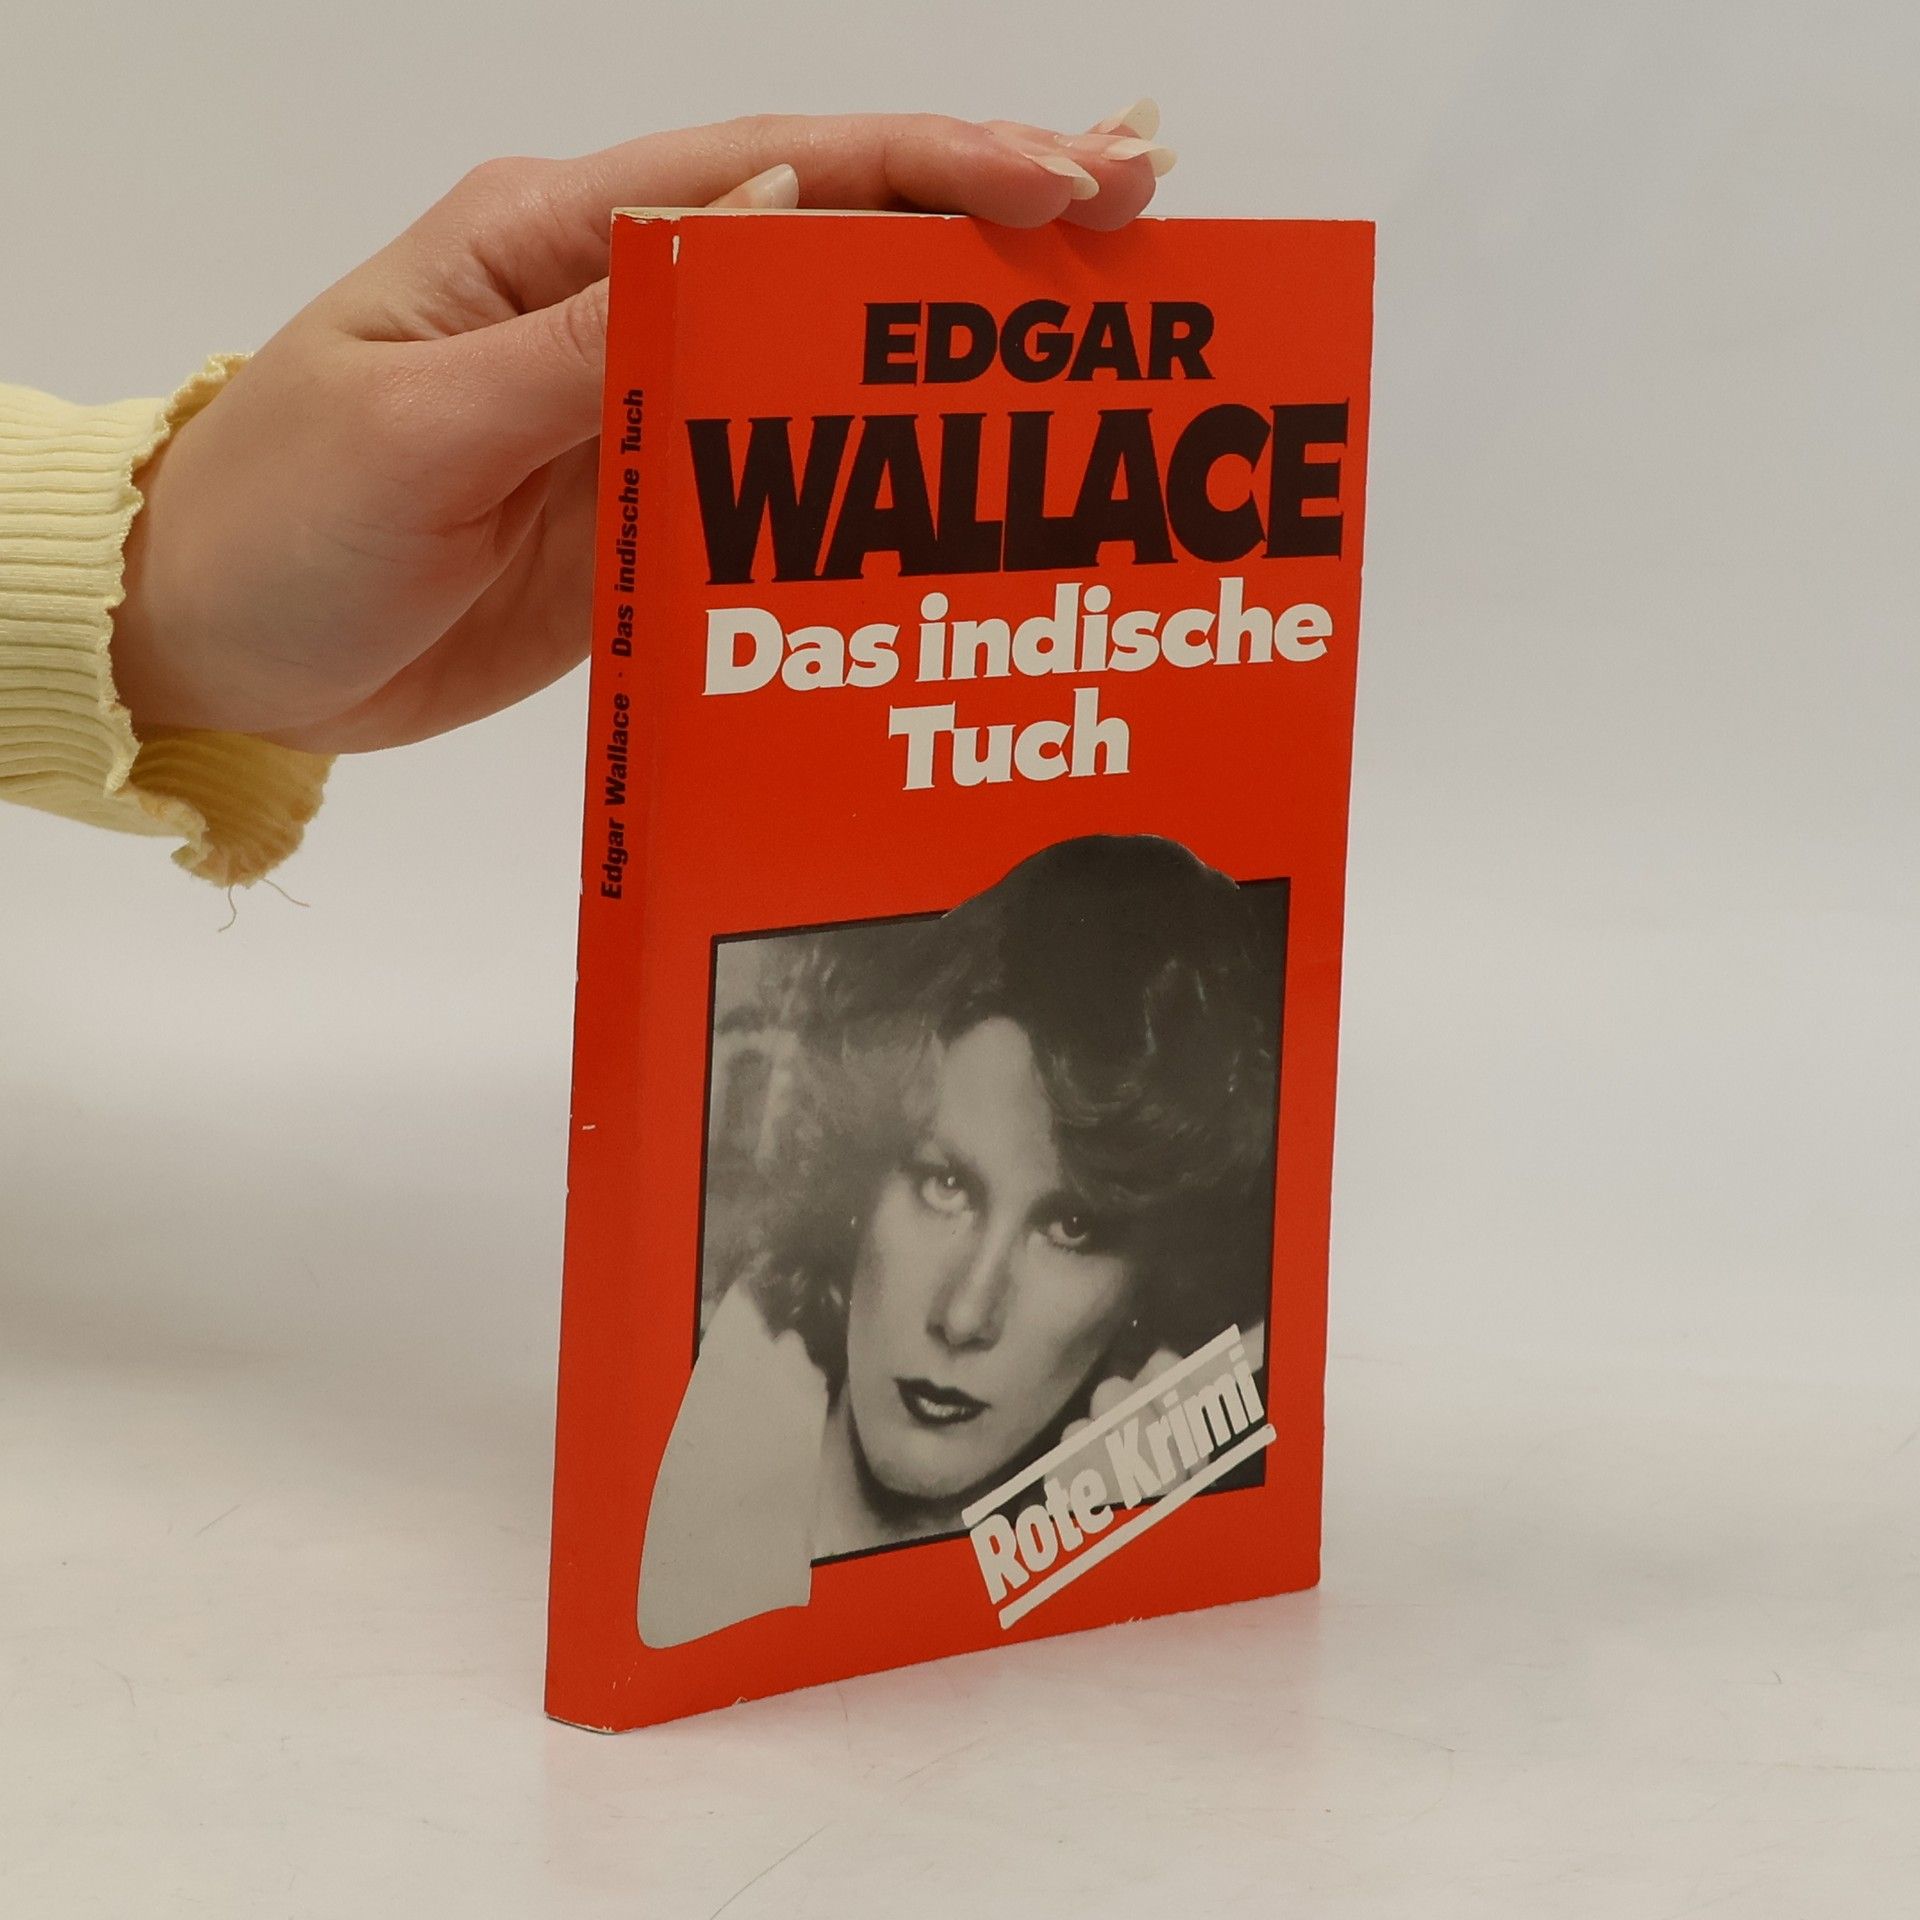 Edgar Wallace · Das indische Tuch
EDGAR
WALLACE
Das indische
Tuch
Rote Krimi